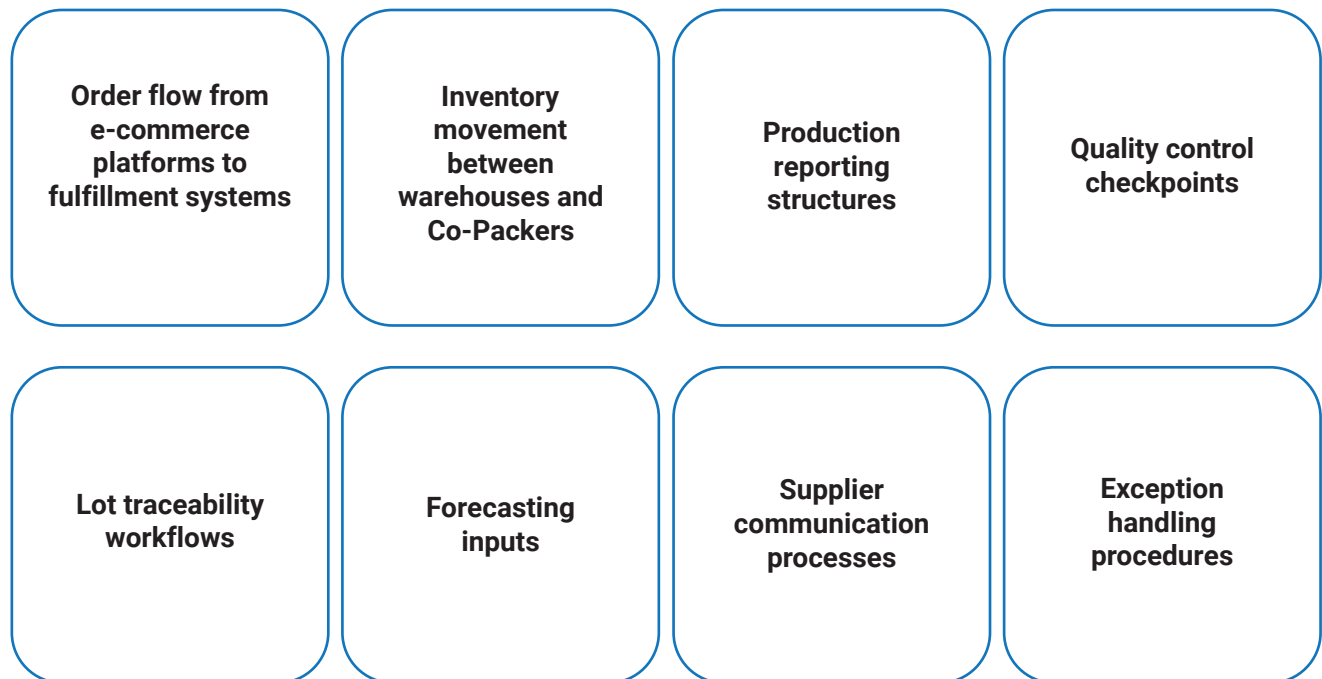 Order flow from
e-commerce
platforms to
fulfillment systems
Inventory
movement
between
warehouses and
Co-Packers
Production
reporting
structures
Quality control
checkpoints
Lot traceability
workflows
Forecasting
inputs
Supplier
communication
processes
Exception
handling
procedures